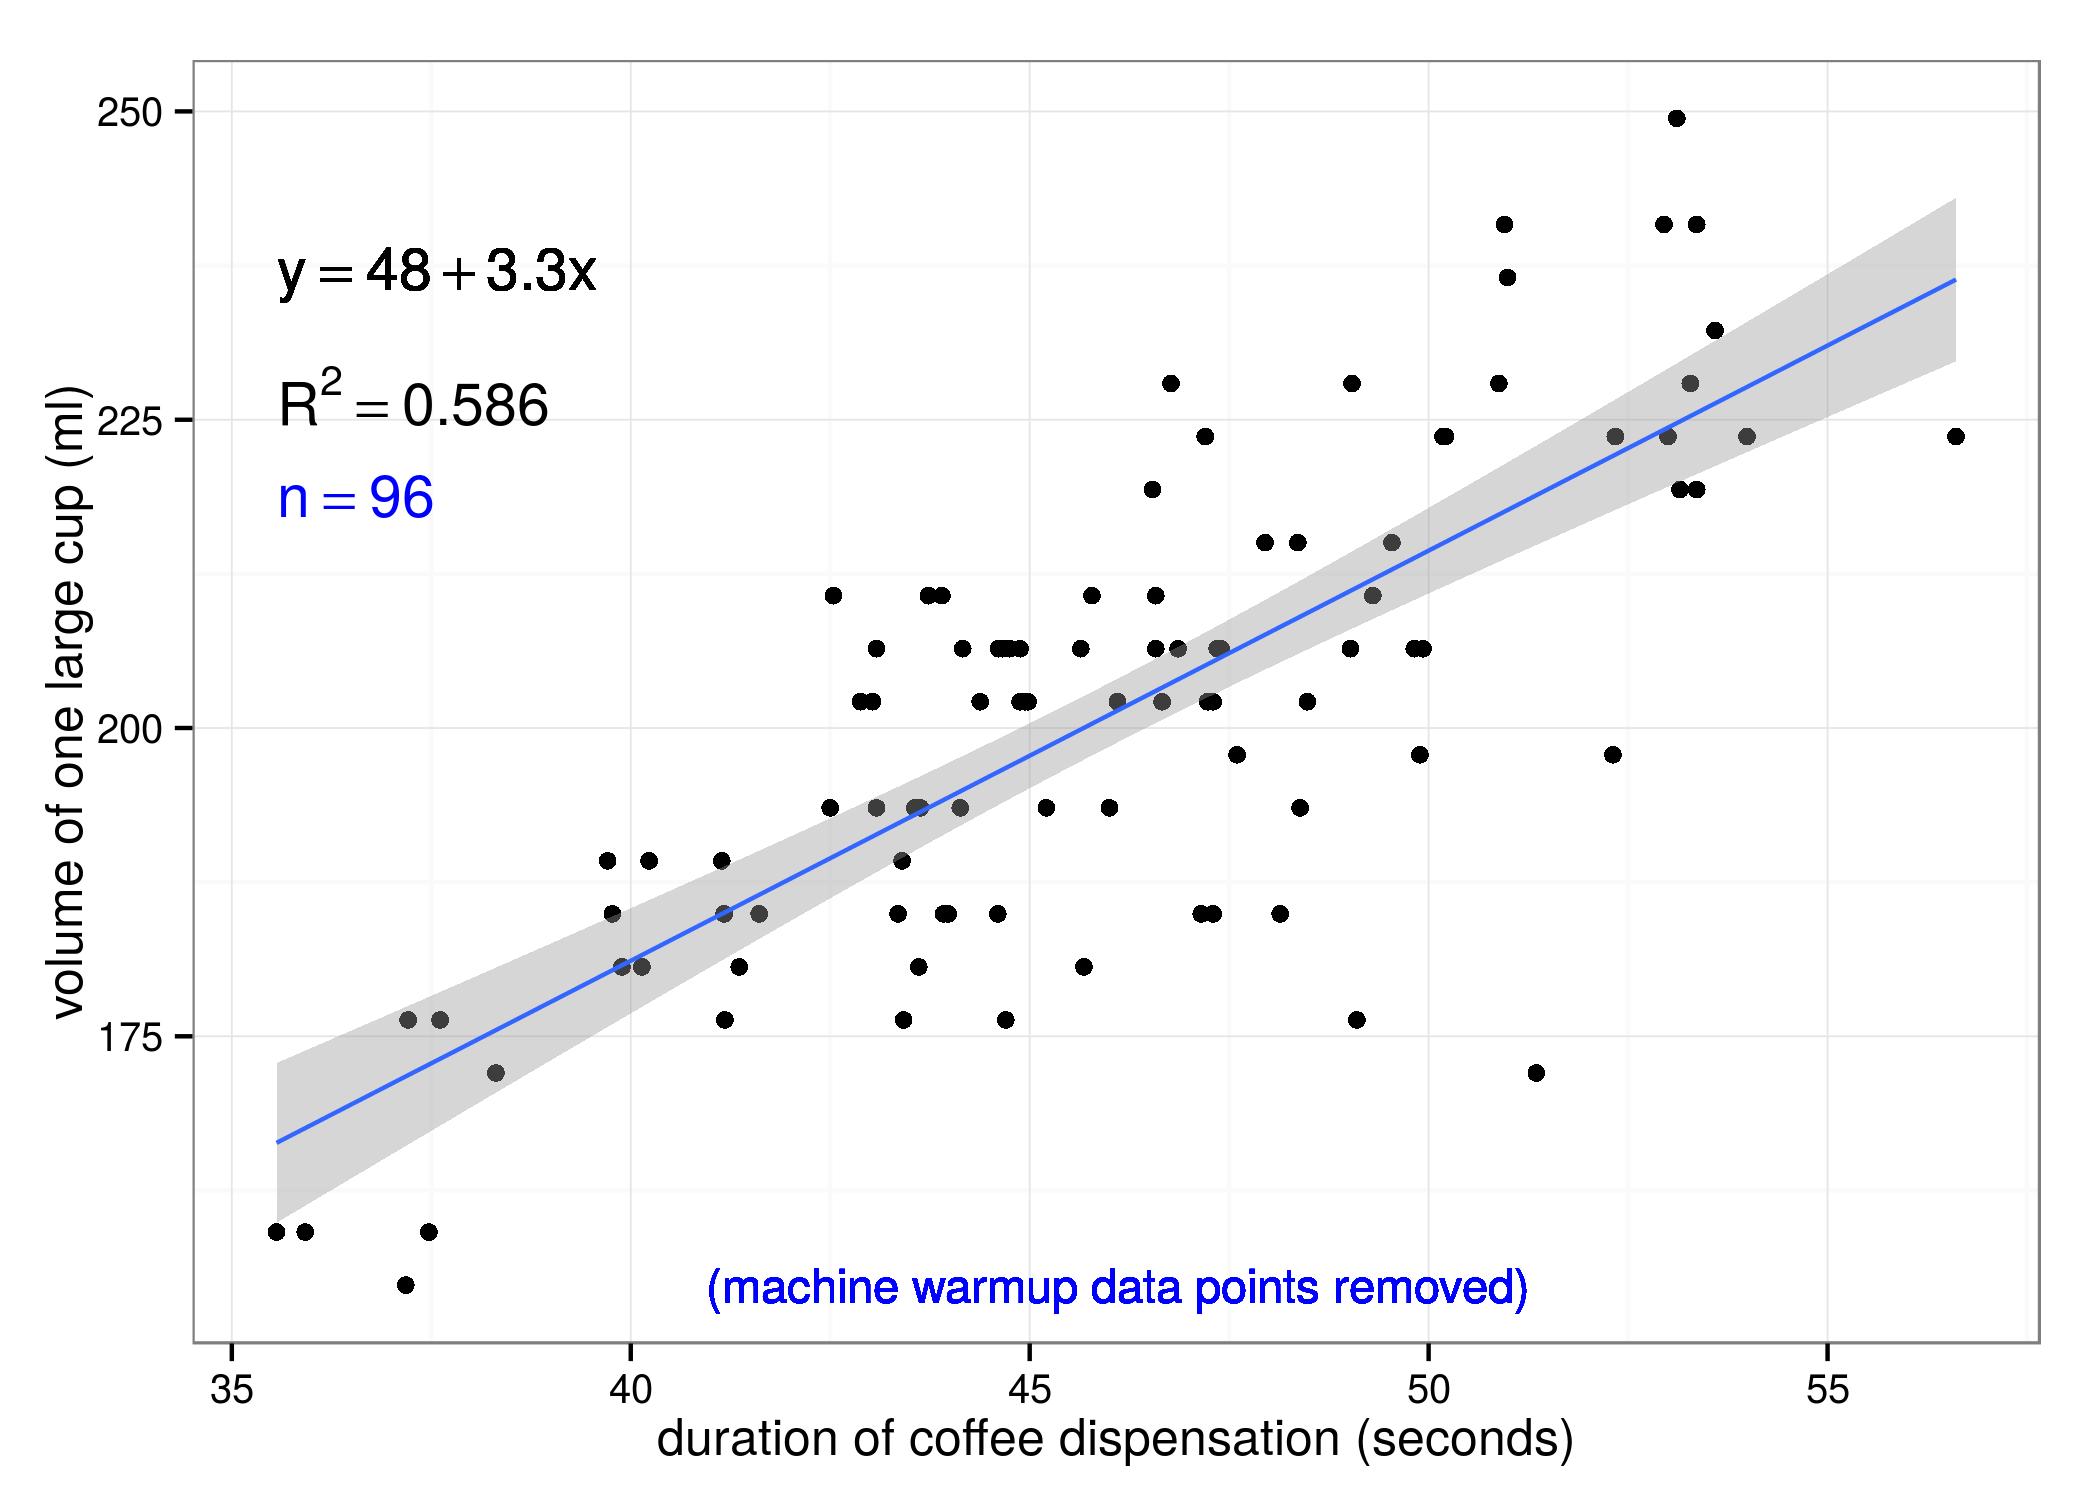 250
y = 48 + 3.3x
R² = 0.586
225
n = 96
volume of one large cup (ml)
200
175
(machine warmup data points removed)
35 40 45 50 55
duration of coffee dispensation (seconds)